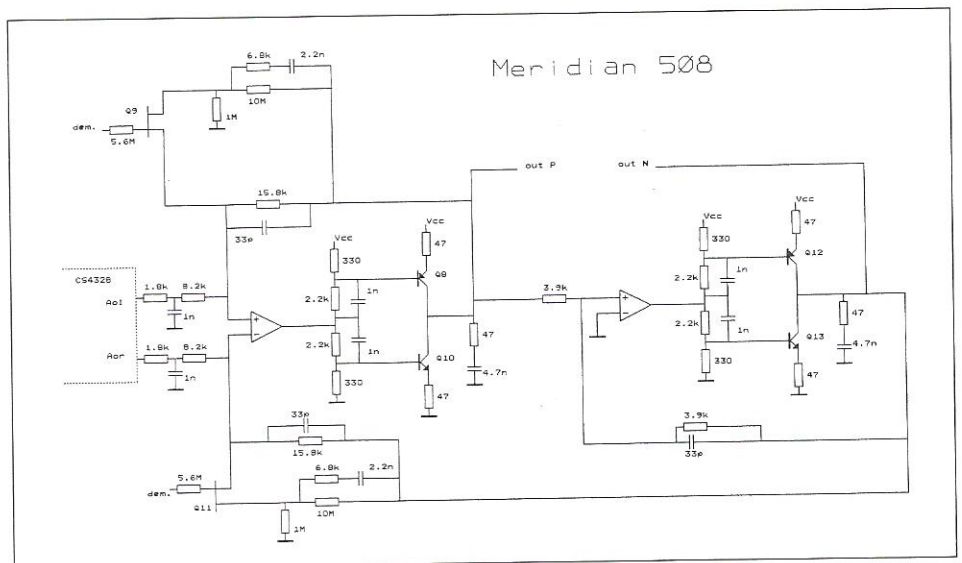 Meridian 508
6.8k
2.2n
10M
1M
Q9
dem.
5.6M
15.8k
33p
out P
out N
Vcc
47
Q8
330
2.2k
1n
2.2k
1n
330
Q10
47
47
4.7n
CS4328
Aol
1.8k
8.2k
1n
Aor
1.8k
8.2k
1n
+
-
Vcc
3.9k
+
-
Vcc
330
2.2k
1n
2.2k
1n
330
Vcc
47
Q12
Q13
47
47
4.7n
3.9k
33p
33p
15.8k
dem.
5.6M
Q11
6.8k
2.2n
10M
1M